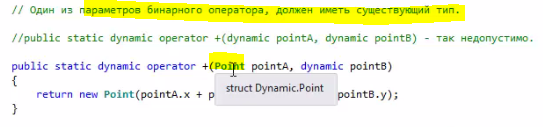 // Один из параметров бинарного оператора, должен иметь существующий тип.
//public static dynamic operator +(dynamic pointA, dynamic pointB) - так недопустимо.
public static dynamic operator +(Point pointA, dynamic pointB)
{
return new Point(pointA.x + p pointB.y);
struct Dynamic.Point
}